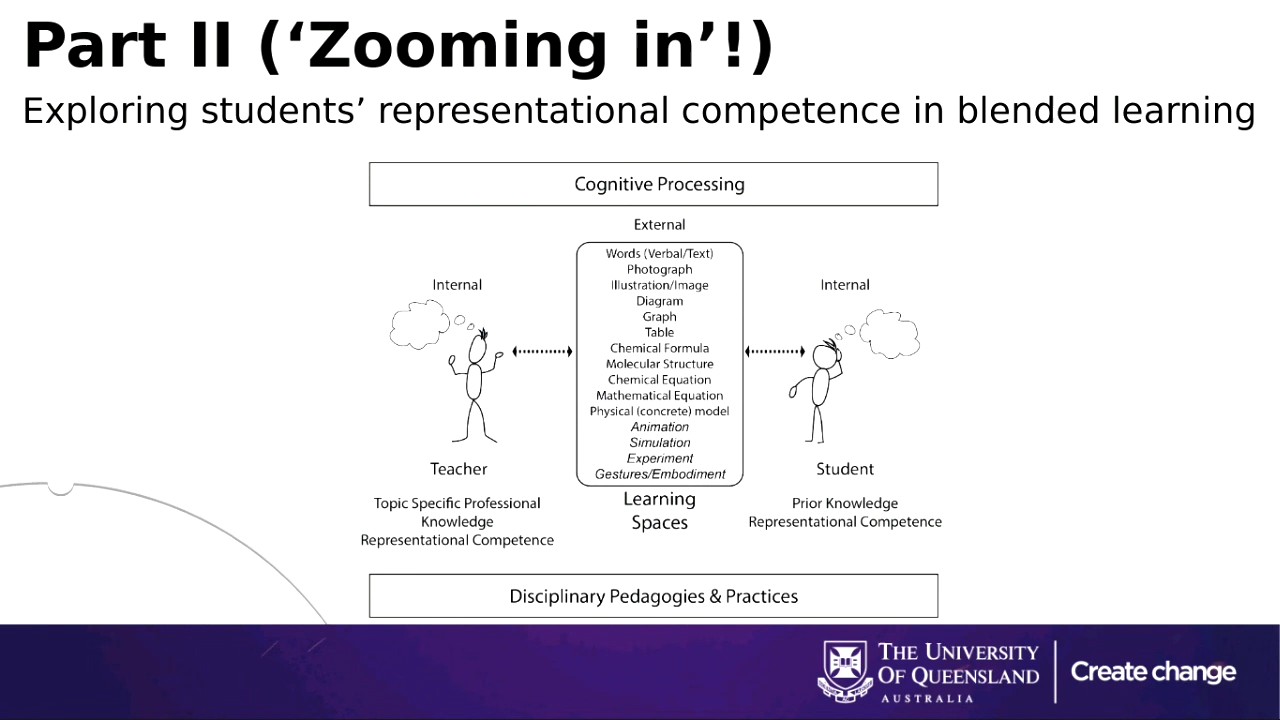 Part II (‘Zooming in’!)
Exploring students’ representational competence in blended learning
Cognitive Processing
External
Words (Verbal/Text)
Photograph
Illustration/Image
Diagram
Graph
Table
Chemical Formula
Molecular Structure
Chemical Equation
Mathematical Equation
Physical (concrete) model
Animation
Simulation
Experiment
Gestures/Embodiment
Learning
Spaces
Internal
Teacher
Topic Specific Professional
Knowledge
Representational Competence
Internal
Student
Prior Knowledge
Representational Competence
Disciplinary Pedagogies & Practices
THE UNIVERSITY
OF QUEENSLAND
AUSTRALIA
Create change